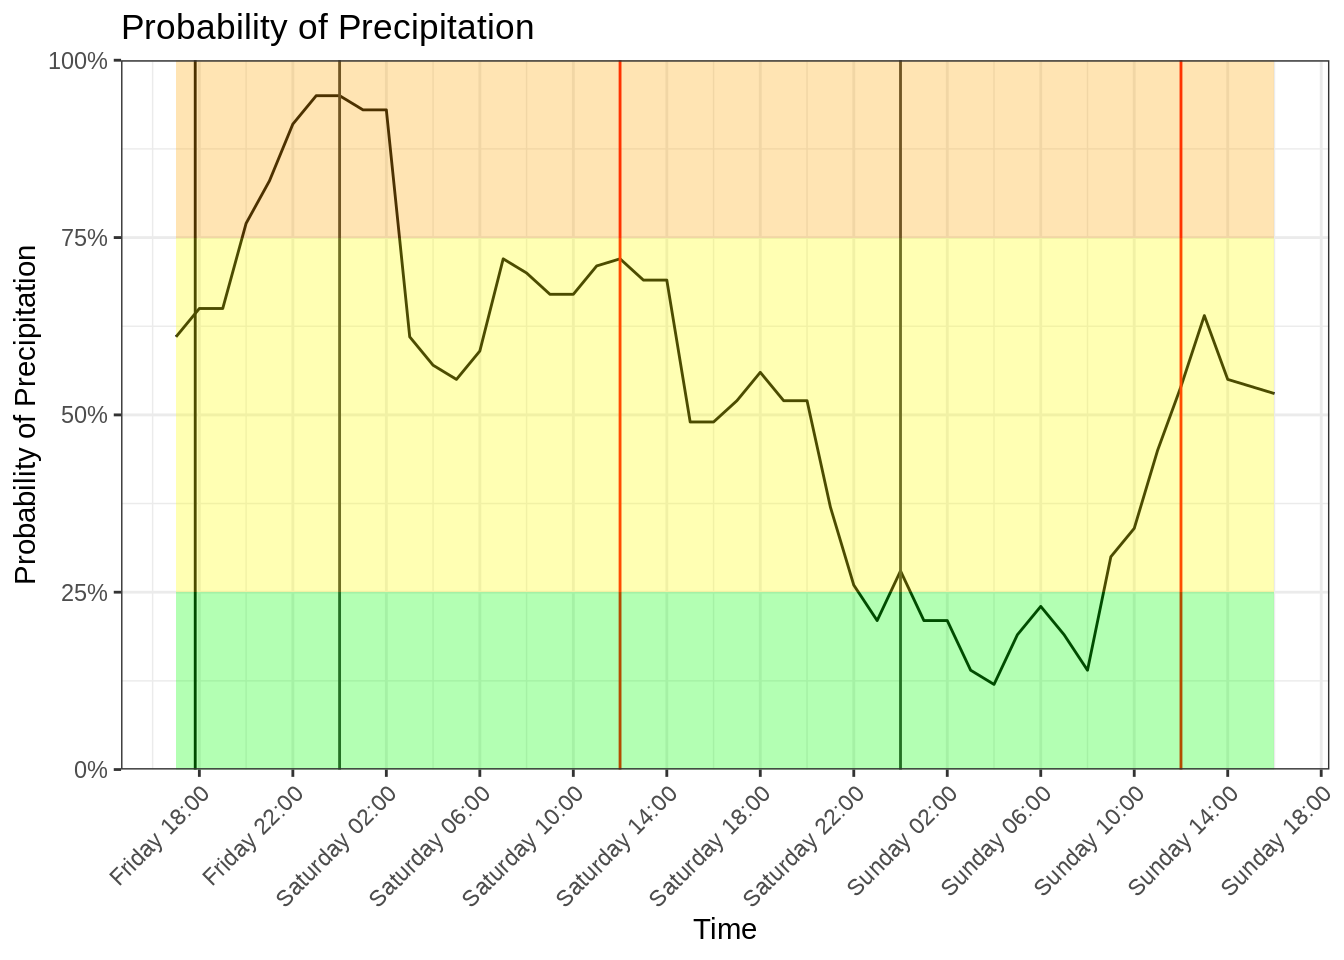 Probability of Precipitation
Probability of Precipitation
100%
75%
50%
25%
0%
Friday 18:00
Friday 22:00
Saturday 02:00
Saturday 06:00
Saturday 10:00
Saturday 14:00
Saturday 18:00
Saturday 22:00
Sunday 02:00
Sunday 06:00
Sunday 10:00
Sunday 14:00
Sunday 18:00
Time